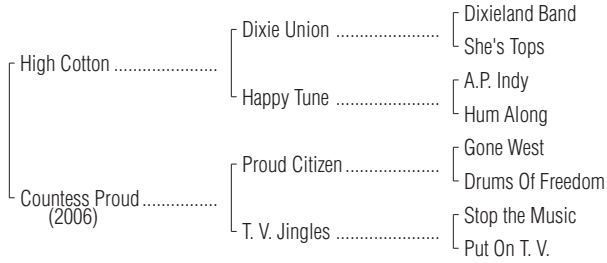 Dixieland Band
Dixie Union ....................
She's Tops
High Cotton ....................
A.P. Indy
Happy Tune ....................
Hum Along
Gone West
Proud Citizen ..................
Drums Of Freedom
Countess Proud ...............
(2006)
Stop the Music
T. V. Jingles ....................
Put On T. V.